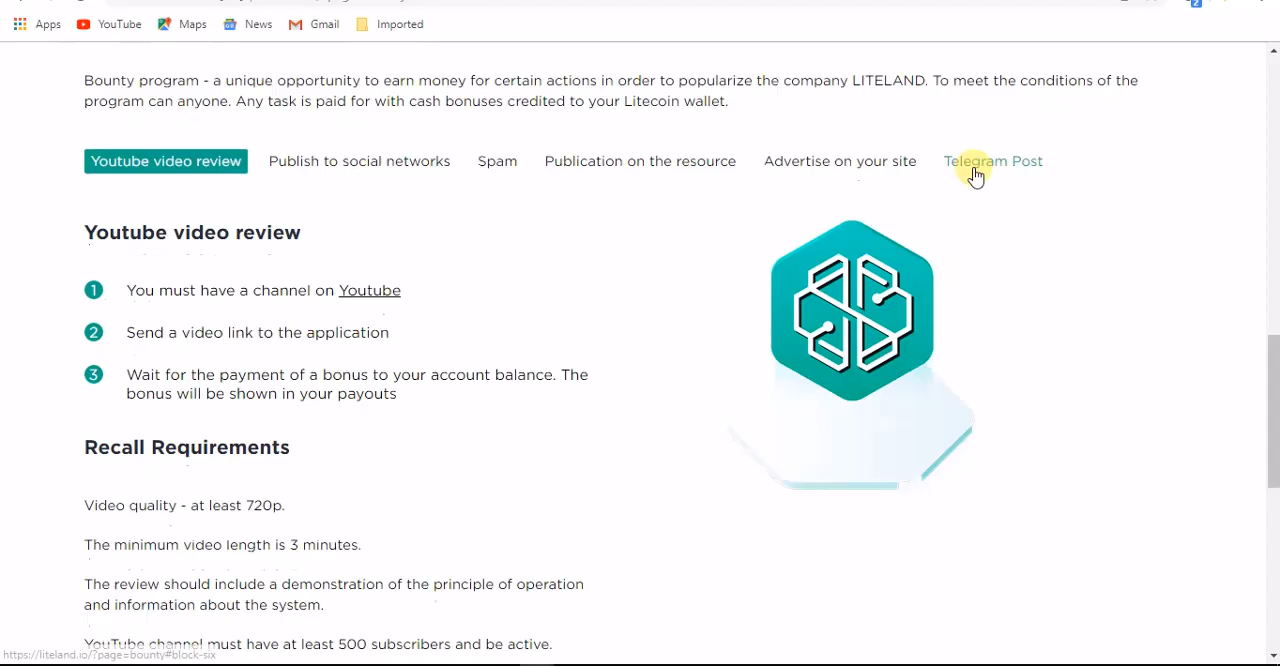 Apps YouTube Maps News Gmail Imported
Bounty program - a unique opportunity to earn money for certain actions in order to popularize the company LITELAND. To meet the conditions of the
program can anyone. Any task is paid for with cash bonuses credited to your Litecoin wallet.
Youtube video review Publish to social networks Spam Publication on the resource Advertise on your site Telegram Post
Youtube video review
1 You must have a channel on Youtube
2 Send a video link to the application
3 Wait for the payment of a bonus to your account balance. The
bonus will be shown in your payouts
Recall Requirements
Video quality - at least 720p.
The minimum video length is 3 minutes.
The review should include a demonstration of the principle of operation
and information about the system.
YouTube channel must have at least 500 subscribers and be active.
https://liteland.io/?page=bounty#block-six